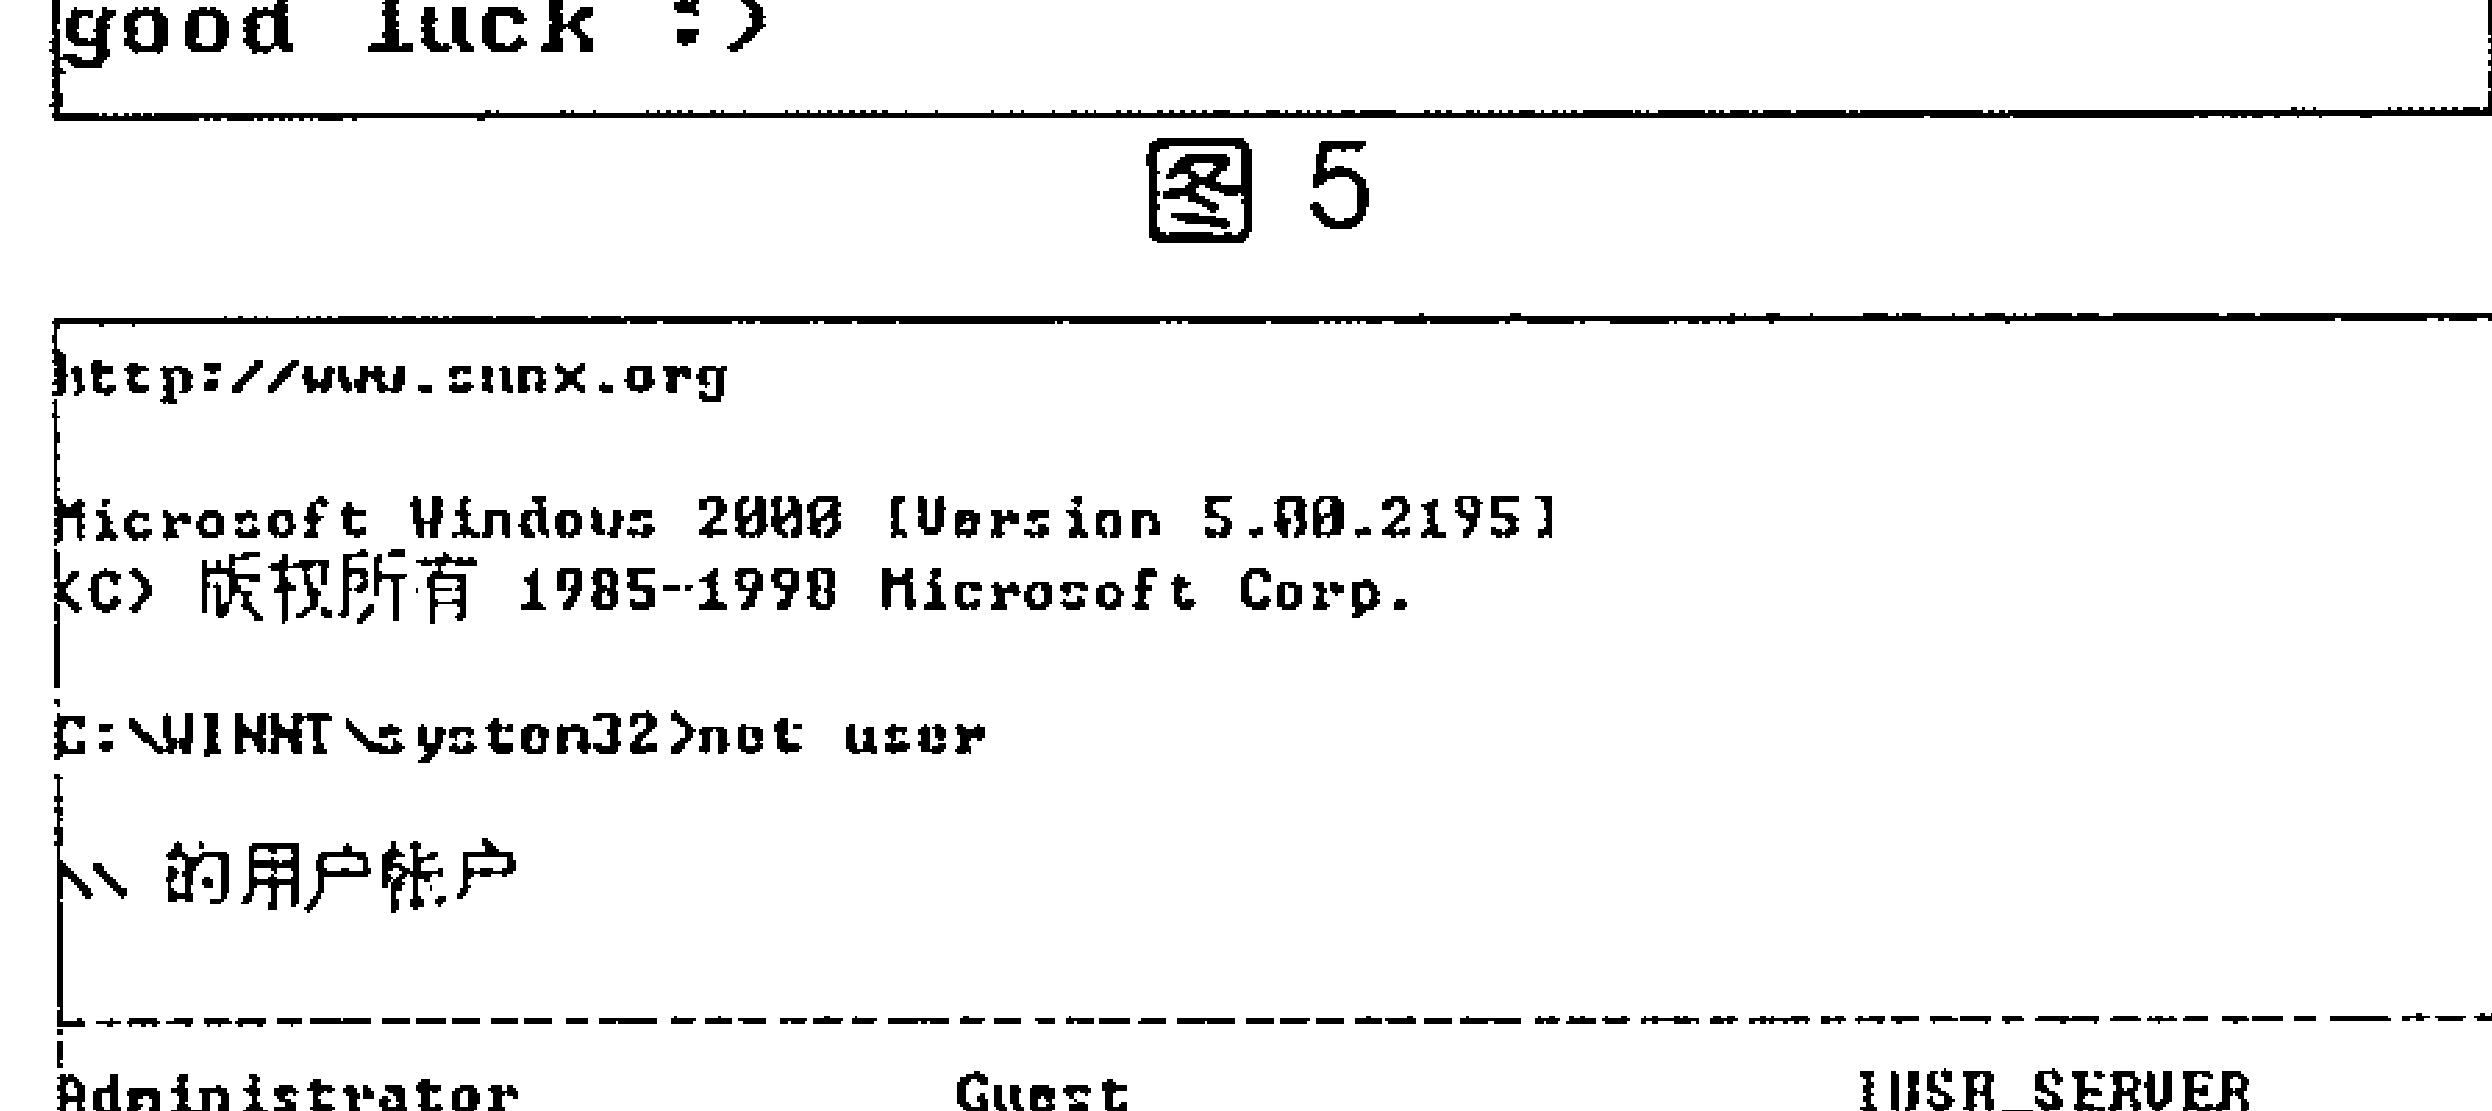 good luck :)
图 5
http://www.sunx.org
Microsoft Windows 2000 [Version 5.00.2195]
(C) 版权所有 1985-1998 Microsoft Corp.
C:\WINNT\system32>net user
\\ 的用户帐户
Administrator Guest IUSR_SERVER